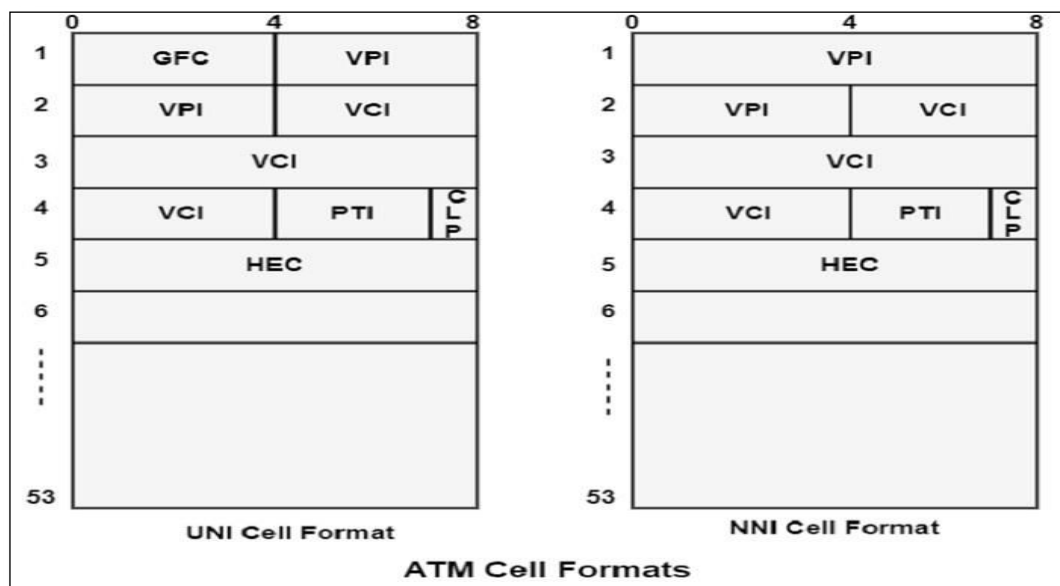 0 4 8 0 4 8
1 GFC VPI 1 VPI
2 VPI VCI 2 VPI VCI
3 VCI 3 VCI
4 VCI PTI CLP 4 VCI PTI CLP
5 HEC 5 HEC
6 6
53 53
UNI Cell Format NNI Cell Format
ATM Cell Formats